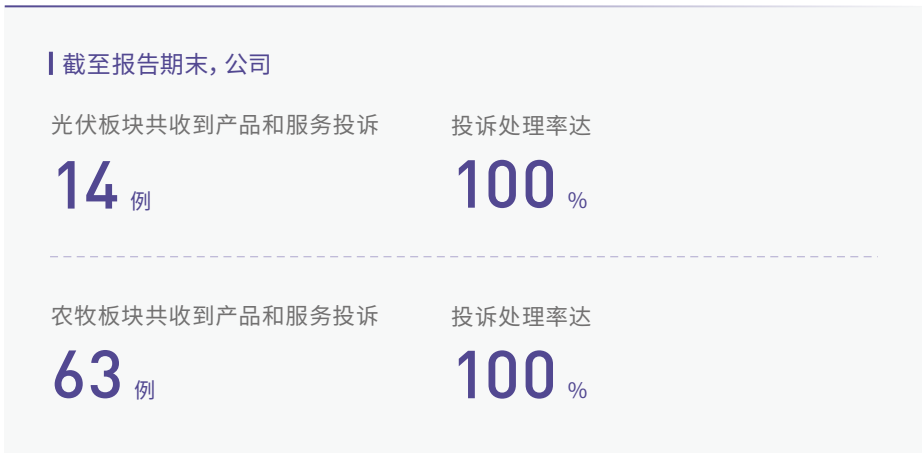 截至报告期末，公司
光伏板块共收到产品和服务投诉 投诉处理率达
14 例 100 %
农牧板块共收到产品和服务投诉 投诉处理率达
63 例 100 %